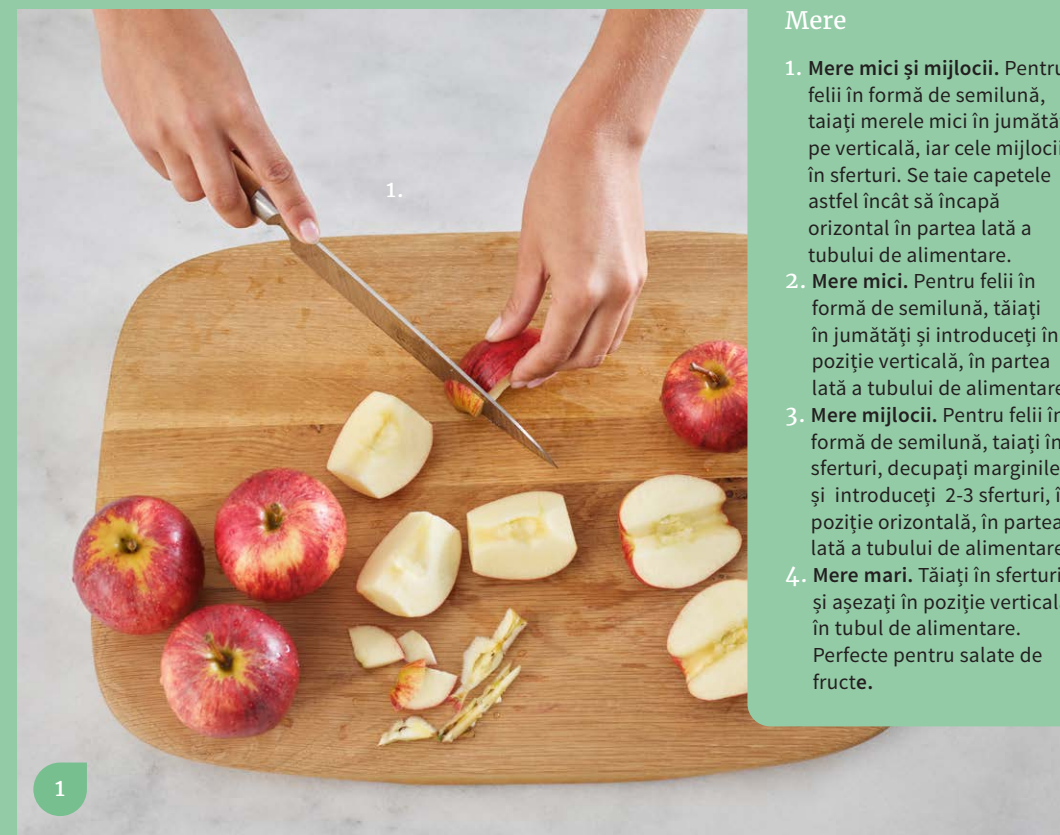 Mere
1. Mere mici și mijlocii. Pentru
felii în formă de semilună,
taiați merele mici în
pe verticală, iar cele mijlocii
în sferturi. Se taie capetele
astfel încât să încapă
orizontal în partea lată a
tubului de alimentare.
2. Mere mici. Pentru felii în
formă de semilună, tăiați
în jumătăți și introduceți în
poziție verticală, în partea
lată a tubului de alimentare
3. Mere mijlocii. Pentru felii în
formă de semilună, taiați în
sferturi, decupați marginile
și introduceți 2-3 sferturi,
poziție orizontală, în partea
lată a tubului de alimentare
4. Mere mari. Tăiați în sferturi
și așezați în poziție
în tubul de alimentare.
Perfecte pentru salate de
fructe.
1.
1